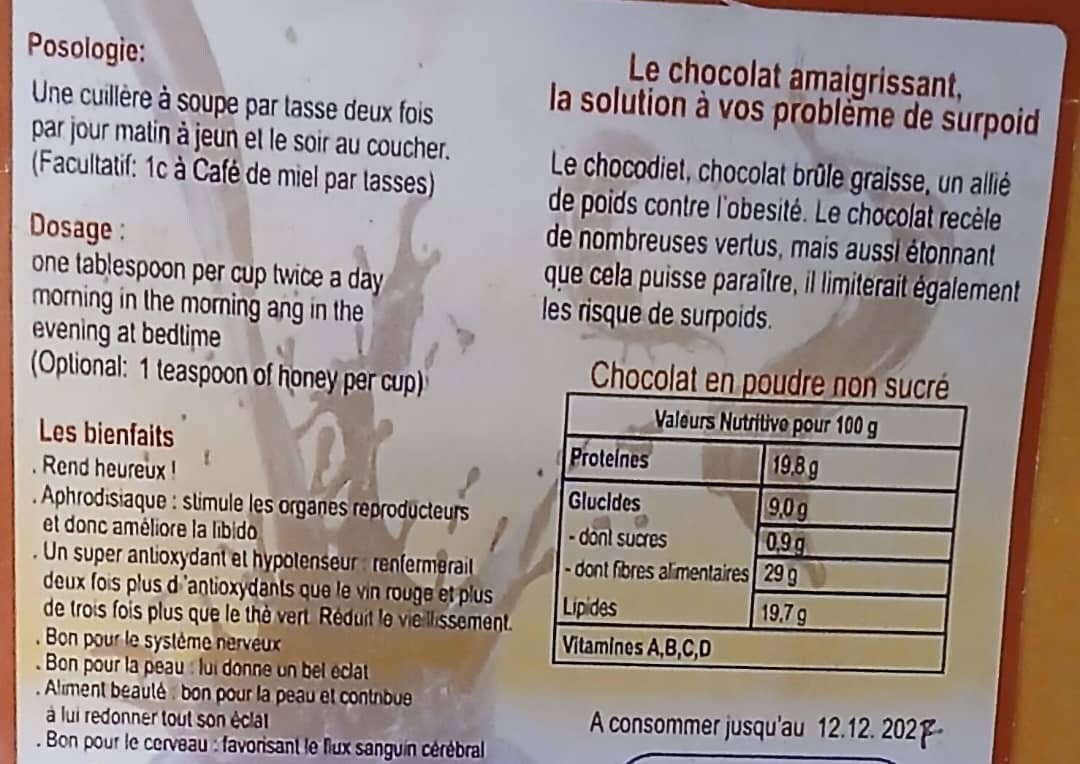 Posologie:
Une cuillère à soupe par tasse deux fois
par jour matin à jeun et le soir au coucher.
(Facultatif: 1c à Café de miel par tasses)
Dosage :
one tablespoon per cup twice a day
morning in the morning ang in the
evening at bedtime
(Optional: 1 teaspoon of honey per cup)
Les bienfaits
. Rend heureux !
. Aphrodisiaque : stimule les organes reproducteurs
et donc améliore la libido
. Un super antioxydant et hypotenseur : renfermerait
deux fois plus d'antioxydants que le vin rouge et plus
de trois fois plus que le thè vert. Réduit le vieillissement.
. Bon pour le système nerveux
. Bon pour la peau : lui donne un bel éclat
. Aliment beauté : bon pour la peau et contribue
à lui redonner tout son èclat
. Bon pour le cerveau : favorisant le flux sanguin cérébral
Le chocolat amaigrissant,
la solution à vos problème de surpoid
Le chocodiet, chocolat brûle graisse, un allié
de poids contre l'obesité. Le chocolat recèle
de nombreuses vertus, mais aussi étonnant
que cela puisse paraître, il limiterait également
les risque de surpoids.
Chocolat en poudre non sucré
Valeurs Nutritive pour 100 g
Proteines 19,8 g
Glucides 9,0 g
- dont sucres 0,9 g
- dont fibres alimentaires 29 g
Lipides 19,7 g
Vitamines A,B,C,D
A consommer jusqu'au 12.12. 202